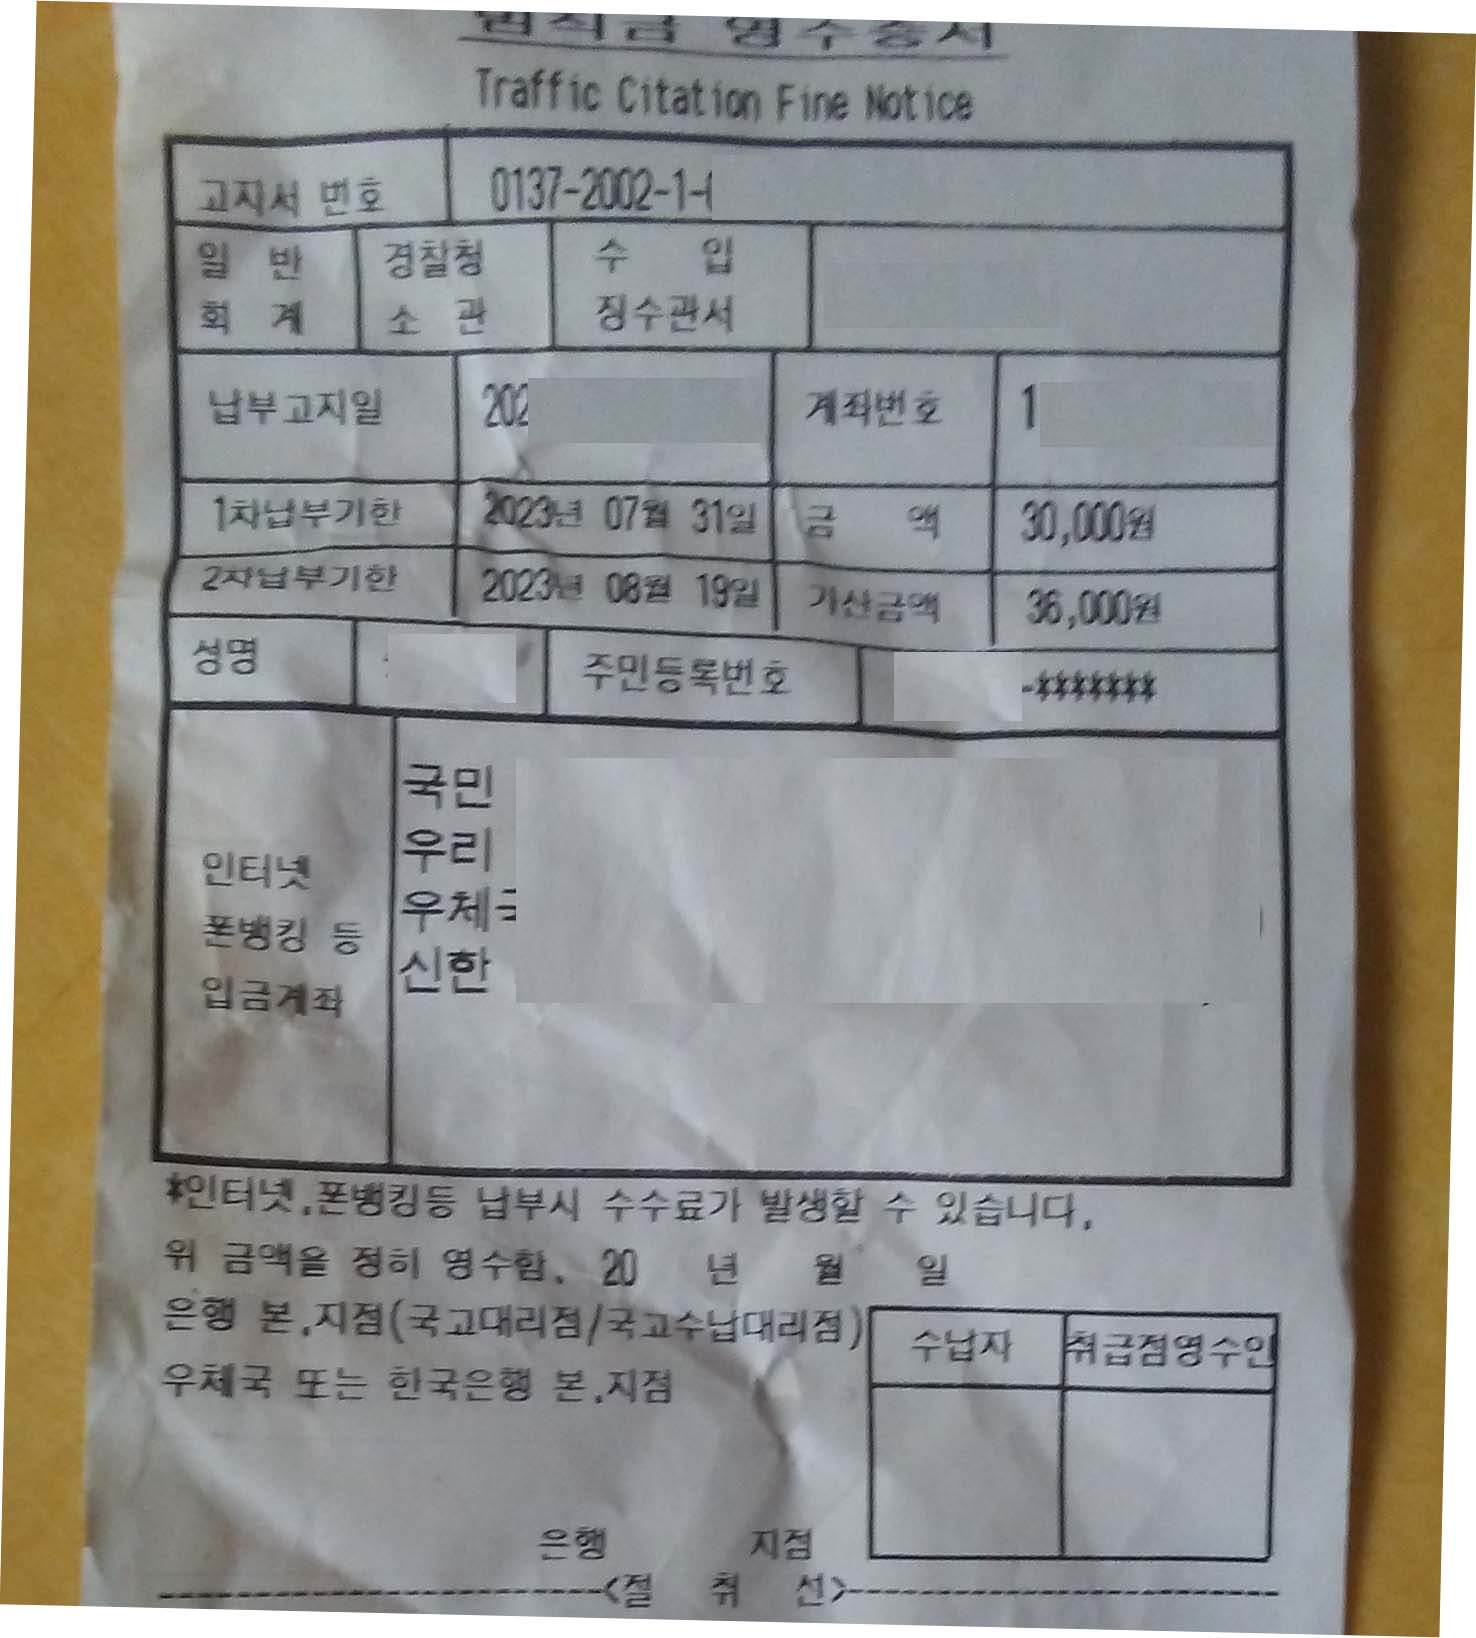 범칙금 영수증서
Traffic Citation Fine Notice
고지서 번호 0137-2002-1-
일 반 회 계 경찰청 소 관 수 입 징수관서
납부고지일 202 계좌번호 1
1차납부기한 2023년 07월 31일 금 액 30,000원
2차납부기한 2023년 08월 19일 가산금액 36,000원
성명 주민등록번호 -*******
인터넷 폰뱅킹 등 입금계좌
국민
우리
우체국
신한
*인터넷,폰뱅킹등 납부시 수수료가 발생할 수 있습니다.
위 금액을 정히 영수함. 20 년 월 일
은행 본,지점(국고대리점/국고수납대리점)
우체국 또는 한국은행 본,지점
수납자 취급점영수인
은행 지점
<절 취 선>